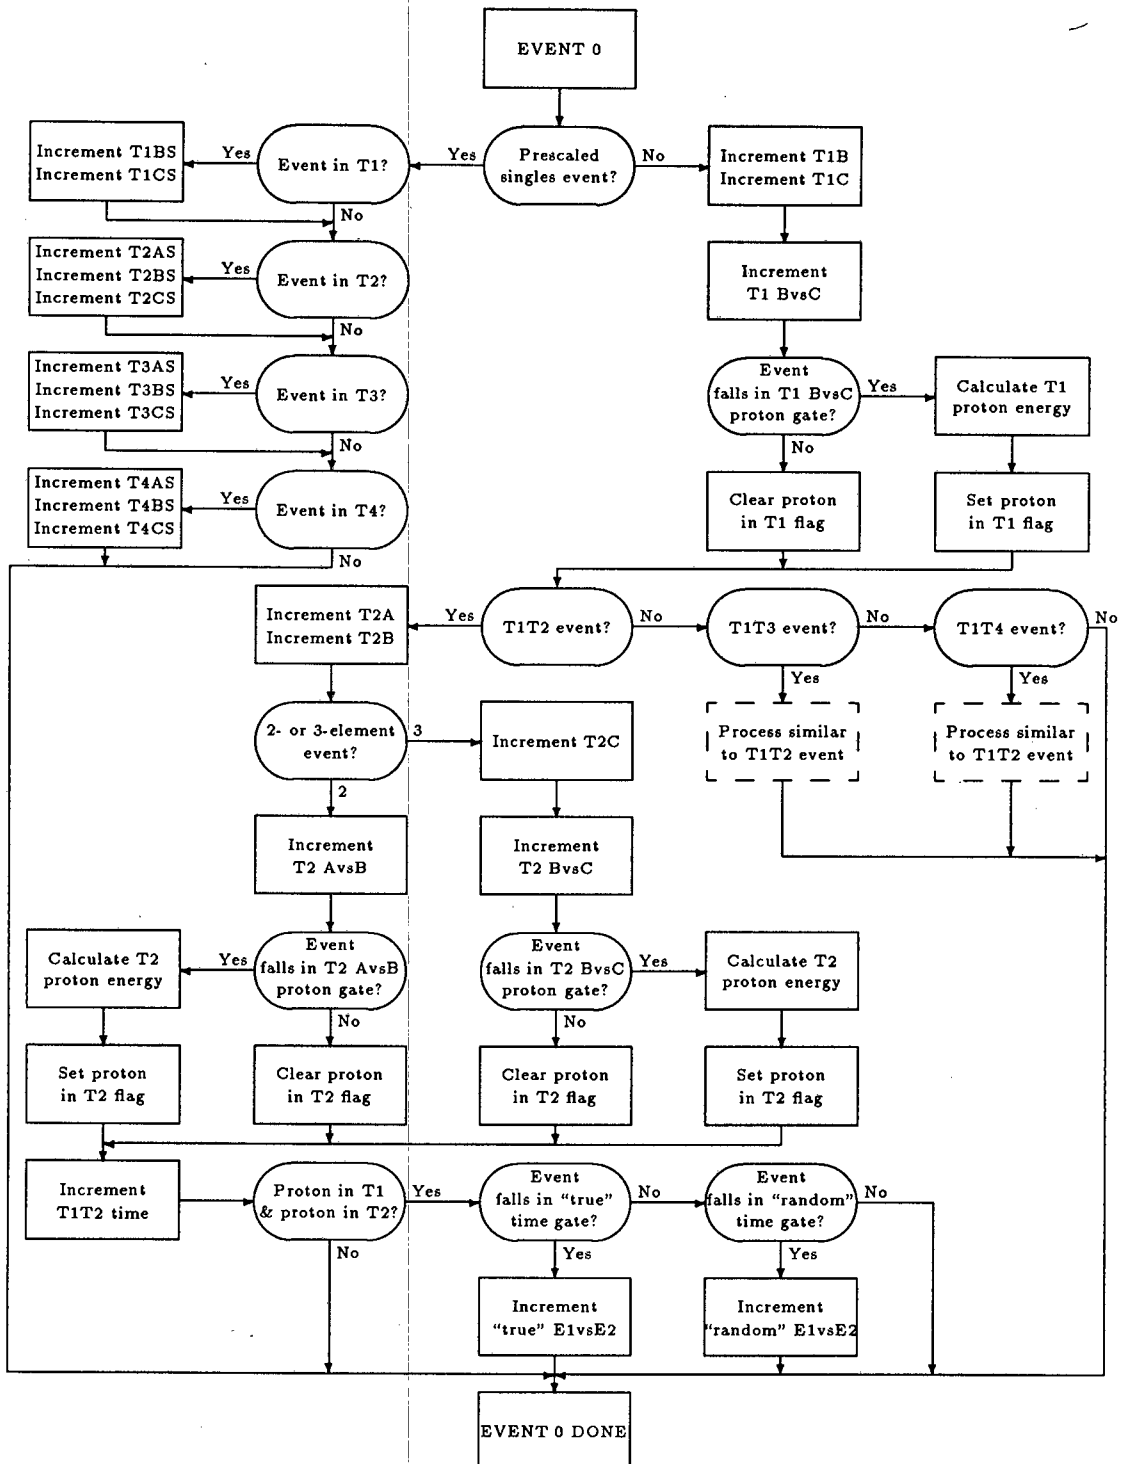 EVENT 0
Prescaled
singles event?
Yes
No
Event in T1?
Yes
Increment T1BS
Increment T1CS
No
Event in T2?
Yes
Increment T2AS
Increment T2BS
Increment T2CS
No
Event in T3?
Yes
Increment T3AS
Increment T3BS
Increment T3CS
No
Event in T4?
Yes
Increment T4AS
Increment T4BS
Increment T4CS
No
Increment T1B
Increment T1C
Increment
T1 BvsC
Event
falls in T1 BvsC
proton gate?
Yes
Calculate T1
proton energy
No
Clear proton
in T1 flag
Set proton
in T1 flag
T1T2 event?
Yes
No
T1T3 event?
No
T1T4 event?
No
Increment T2A
Increment T2B
Yes
Yes
Process similar
to T1T2 event
Process similar
to T1T2 event
2- or 3-element
event?
3
Increment T2C
2
Increment
T2 AvsB
Increment
T2 BvsC
Calculate T2
proton energy
Yes
Event
falls in T2 AvsB
proton gate?
Event
falls in T2 BvsC
proton gate?
Yes
Calculate T2
proton energy
No
No
Set proton
in T2 flag
Clear proton
in T2 flag
Clear proton
in T2 flag
Set proton
in T2 flag
Increment
T1T2 time
Proton in T1
& proton in T2?
Yes
Event
falls in “true”
time gate?
No
Event
falls in “random”
time gate?
No
No
Yes
Yes
Increment
“true” E1vsE2
Increment
“random” E1vsE2
EVENT 0 DONE